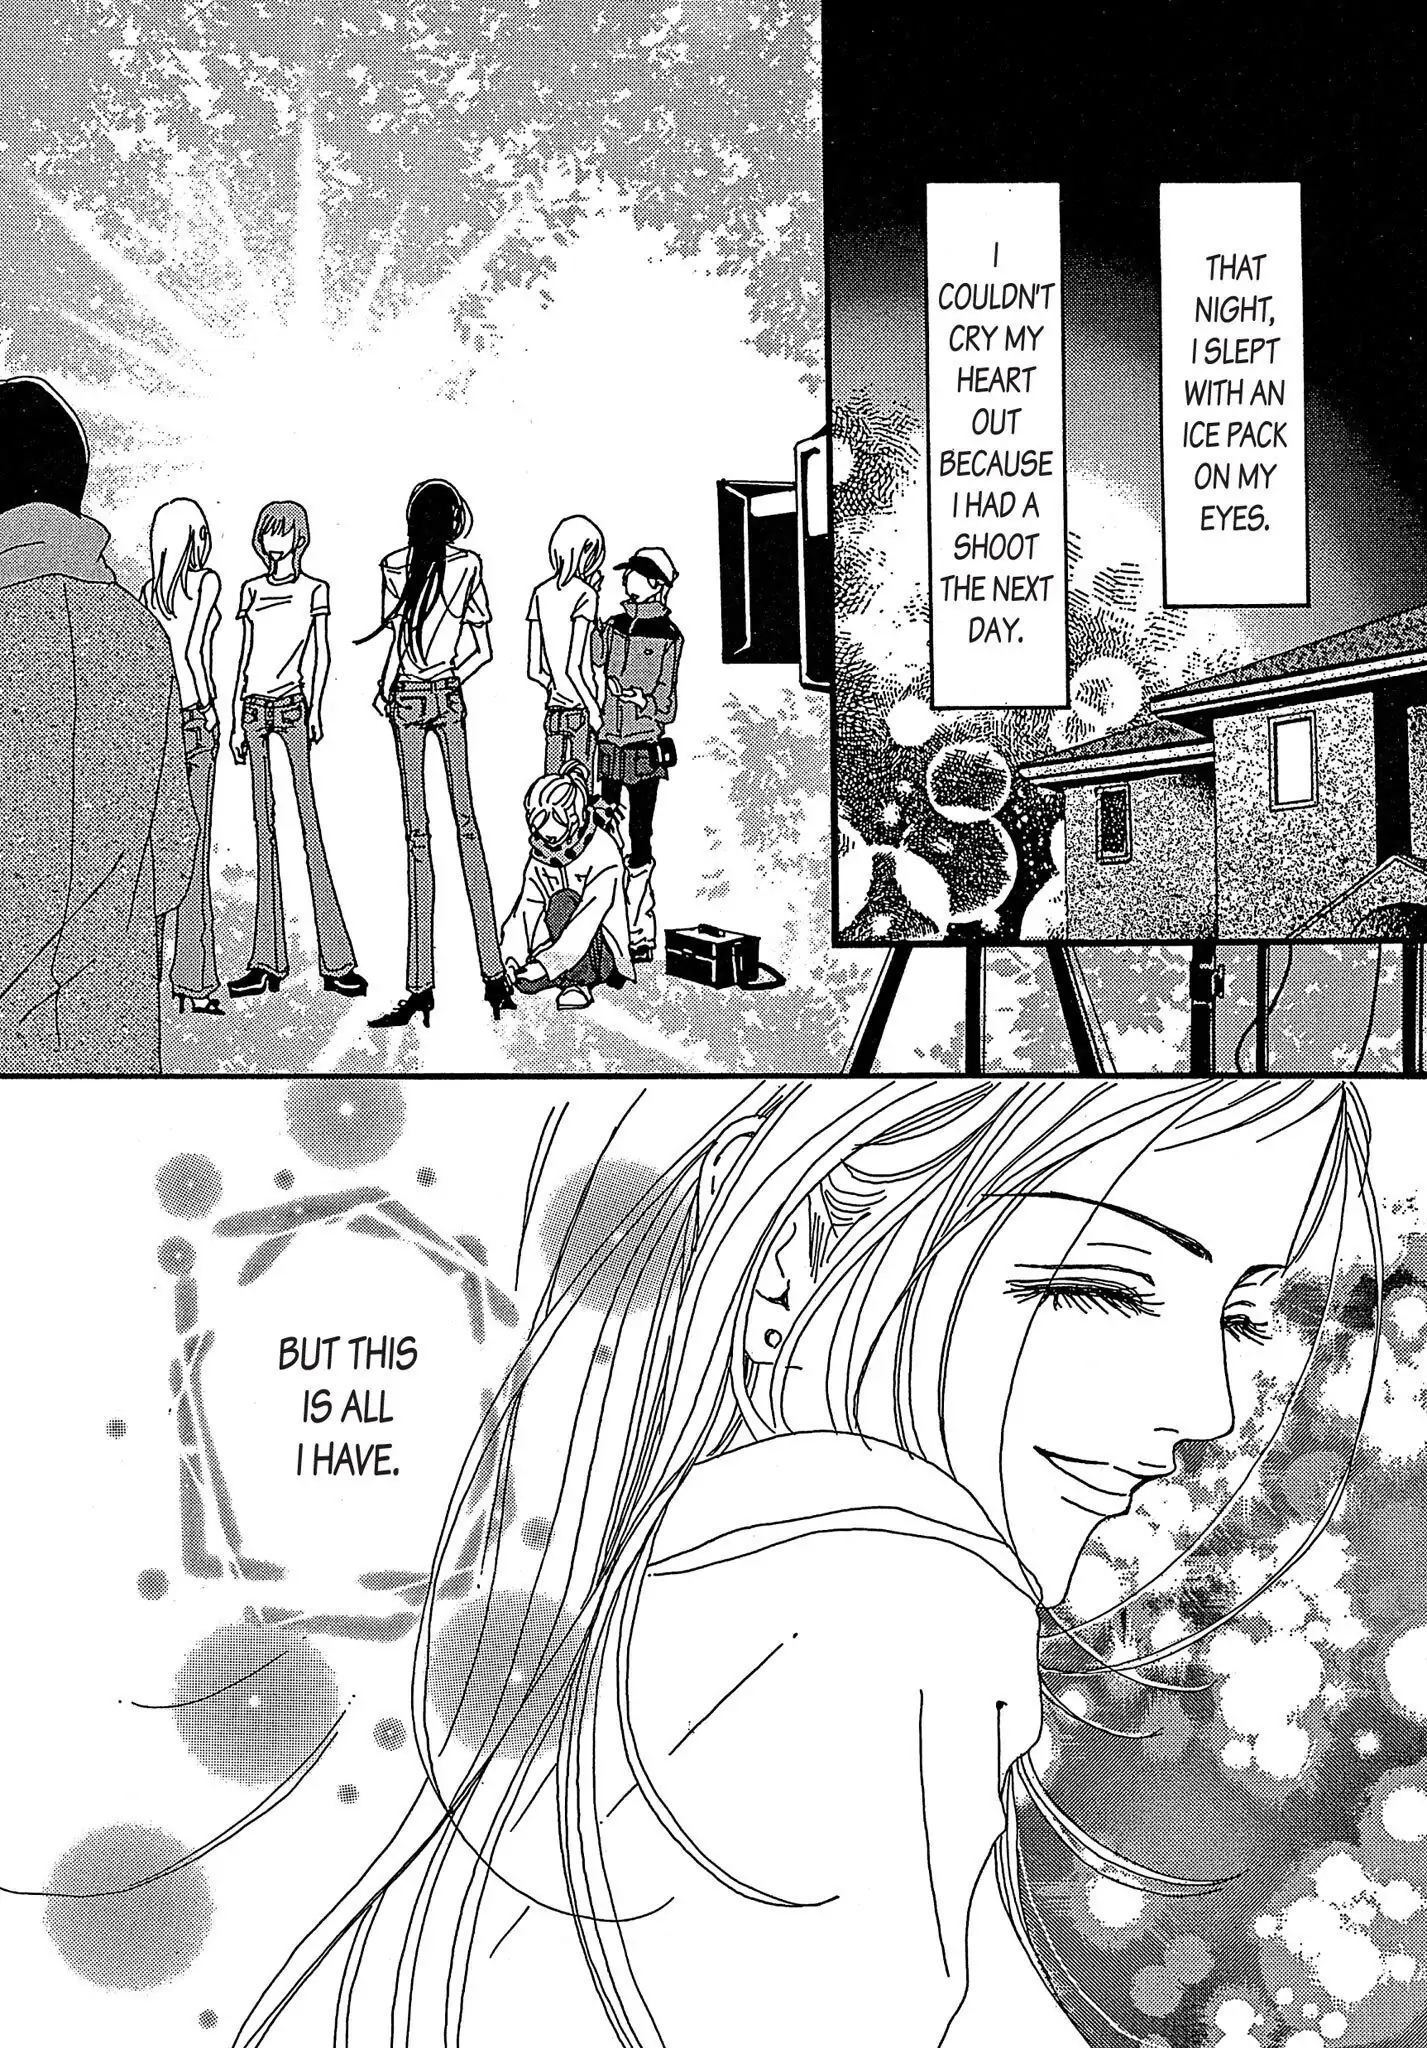 THAT
NIGHT,
I SLEPT
WITH AN
ICE PACK
ON MY
EYES.
I
COULDN'T
CRY MY
HEART
OUT
BECAUSE
I HAD A
SHOOT
THE NEXT
DAY.
BUT THIS
IS ALL
I HAVE.